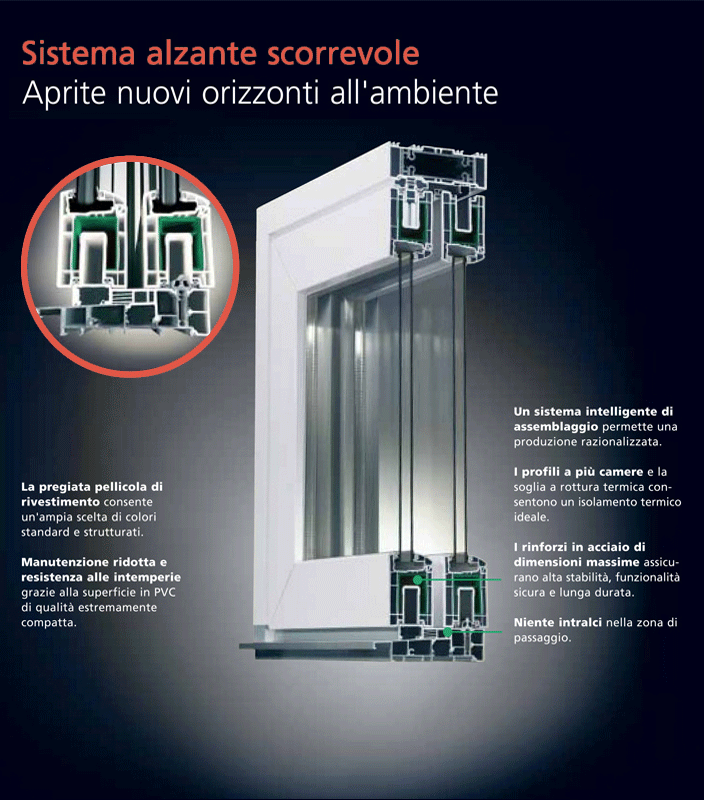 Sistema alzante scorrevole
Aprite nuovi orizzonti all'ambiente
La pregiata pellicola di
rivestimento consente
un'ampia scelta di colori
standard e strutturati.
Manutenzione ridotta e
resistenza alle intemperie
grazie alla superficie in PVC
di qualità estremamente
compatta.
Un sistema intelligente di
assemblaggio permette una
produzione razionalizzata.
I profili a più camere e la
soglia a rottura termica con-
sentono un isolamento termico
ideale.
I rinforzi in acciaio di
dimensioni massime assicu-
rano alta stabilità, funzionalità
sicura e lunga durata.
Niente intralci nella zona di
passaggio.